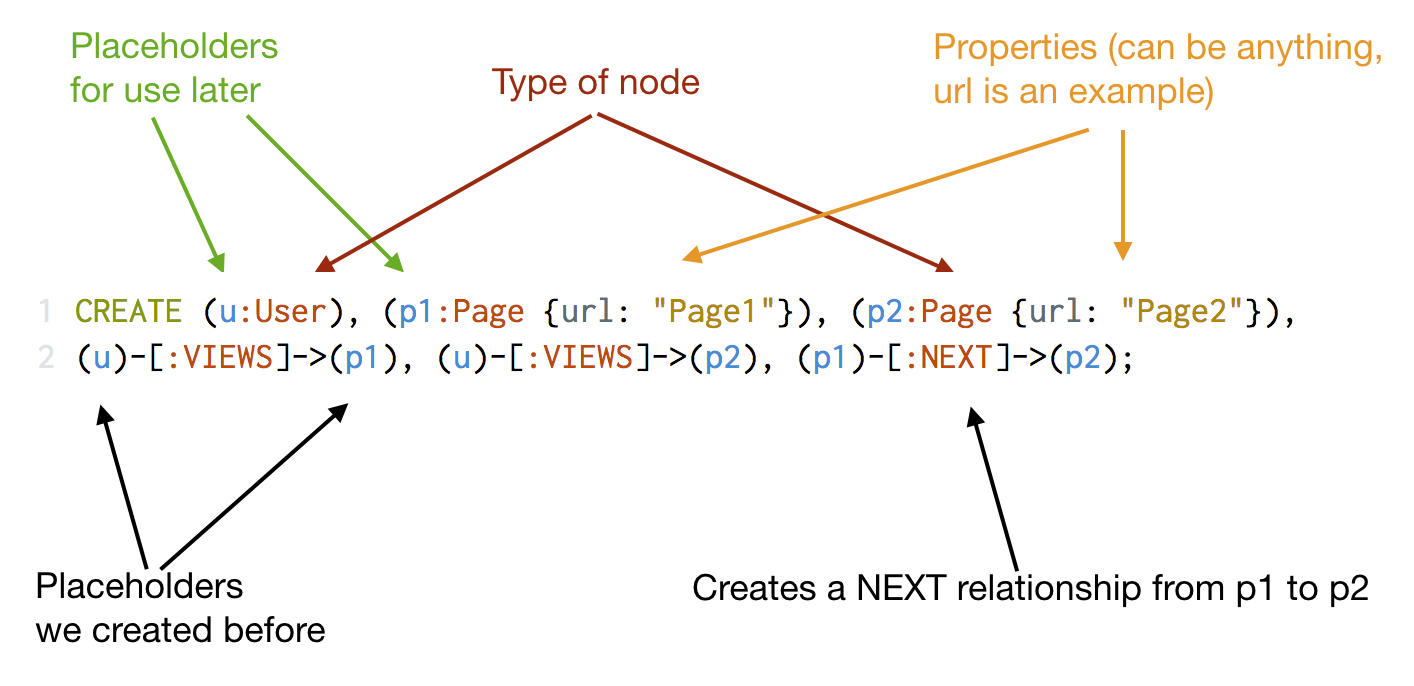 Placeholders
for use later
Type of node
Properties (can be anything,
url is an example)
1 CREATE (u:User), (p1:Page {url: "Page1"}), (p2:Page {url: "Page2"}),
2 (u)-[:VIEWS]->(p1), (u)-[:VIEWS]->(p2), (p1)-[:NEXT]->(p2);
Placeholders
we created before
Creates a NEXT relationship from p1 to p2